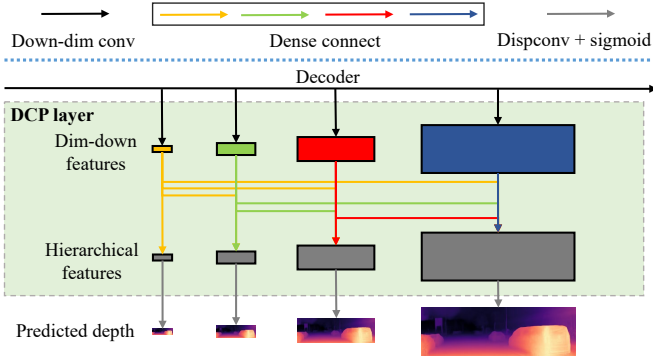 Down-dim conv
Dense connect
Dispconv + sigmoid
Decoder
DCP layer
Dim-down
features
Hierarchical
features
Predicted depth